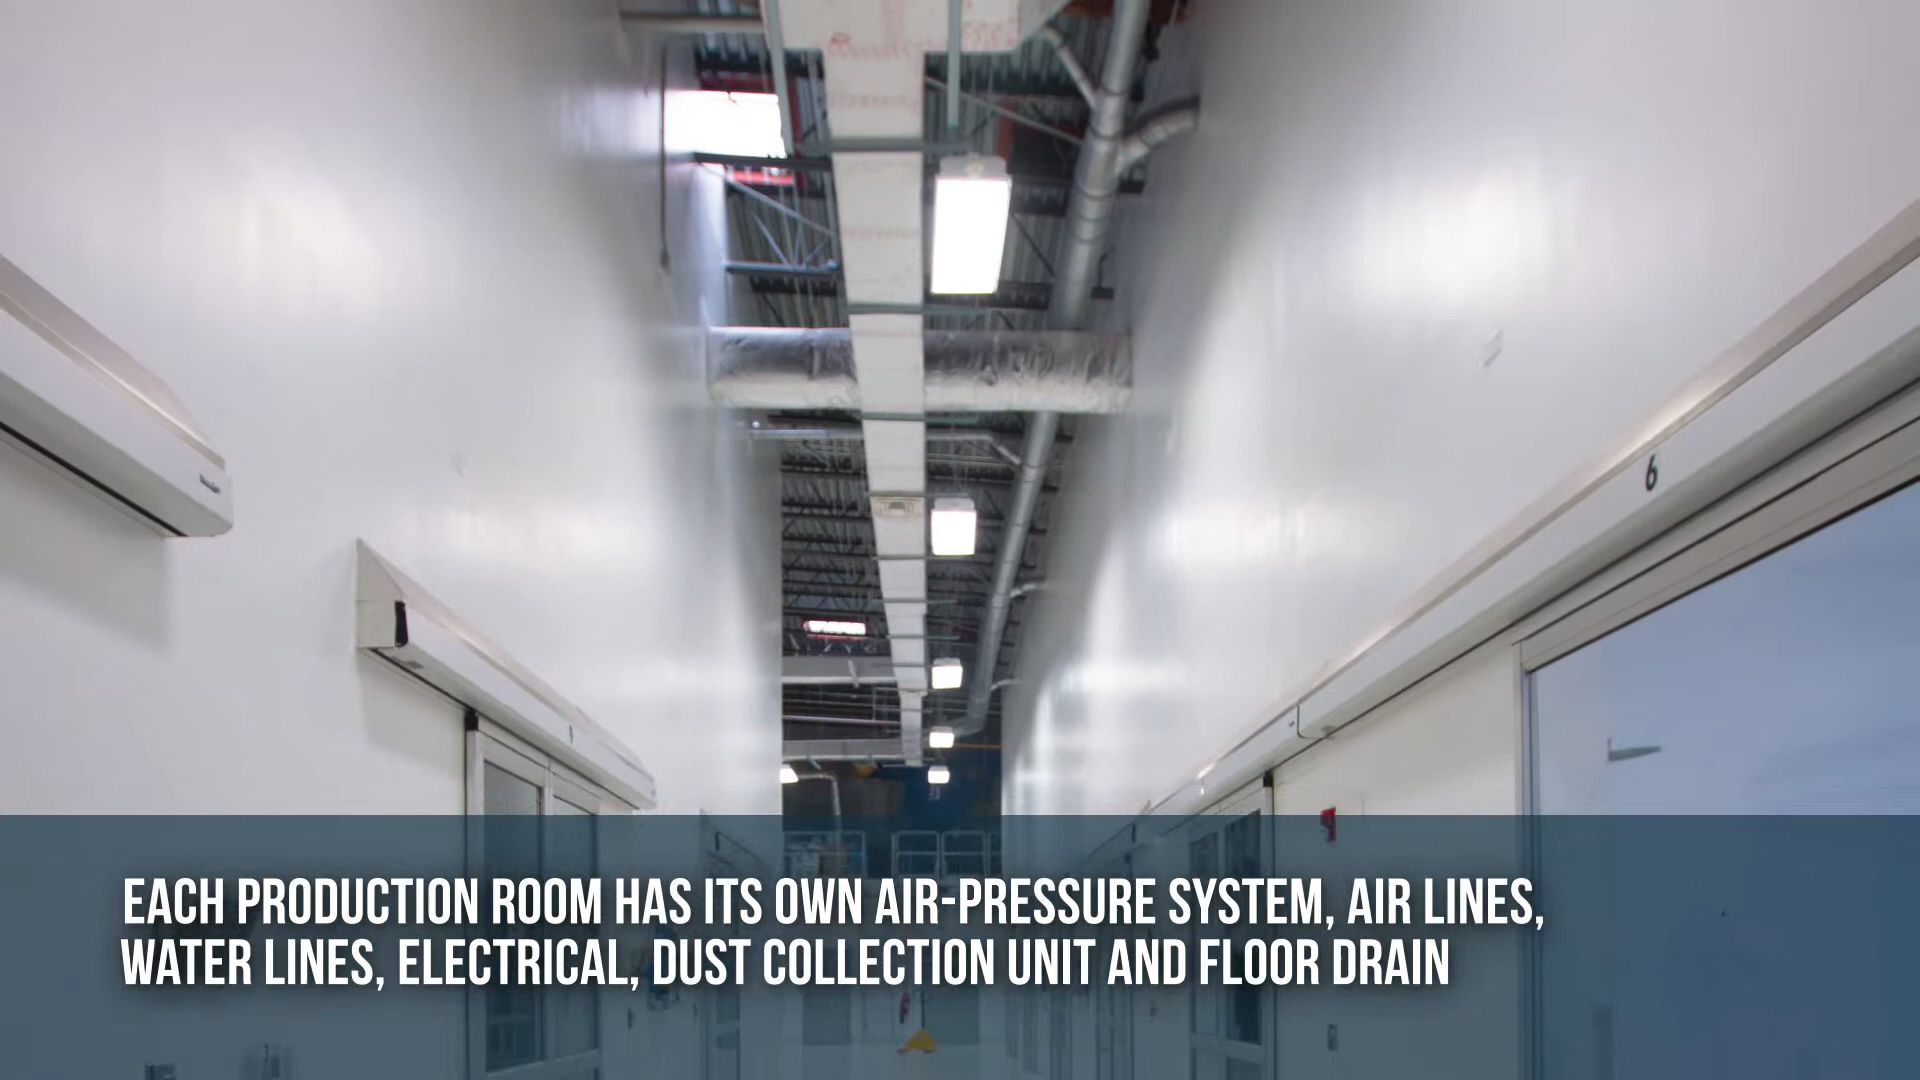 6
EACH PRODUCTION ROOM HAS ITS OWN AIR-PRESSURE SYSTEM, AIR LINES,
WATER LINES, ELECTRICAL, DUST COLLECTION UNIT AND FLOOR DRAIN